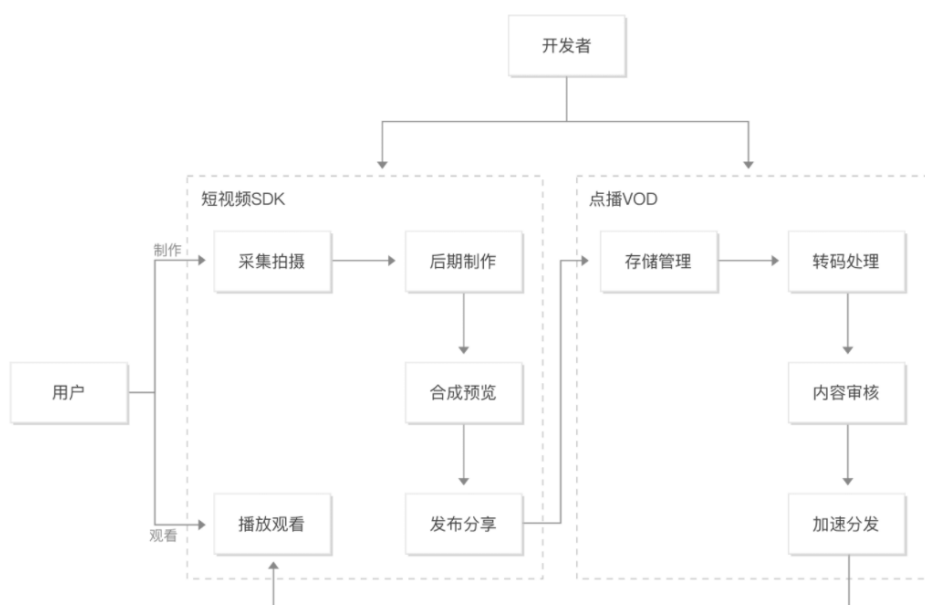 开发者
短视频SDK
点播VOD
制作
采集拍摄
后期制作
存储管理
转码处理
用户
合成预览
内容审核
观看
播放观看
发布分享
加速分发